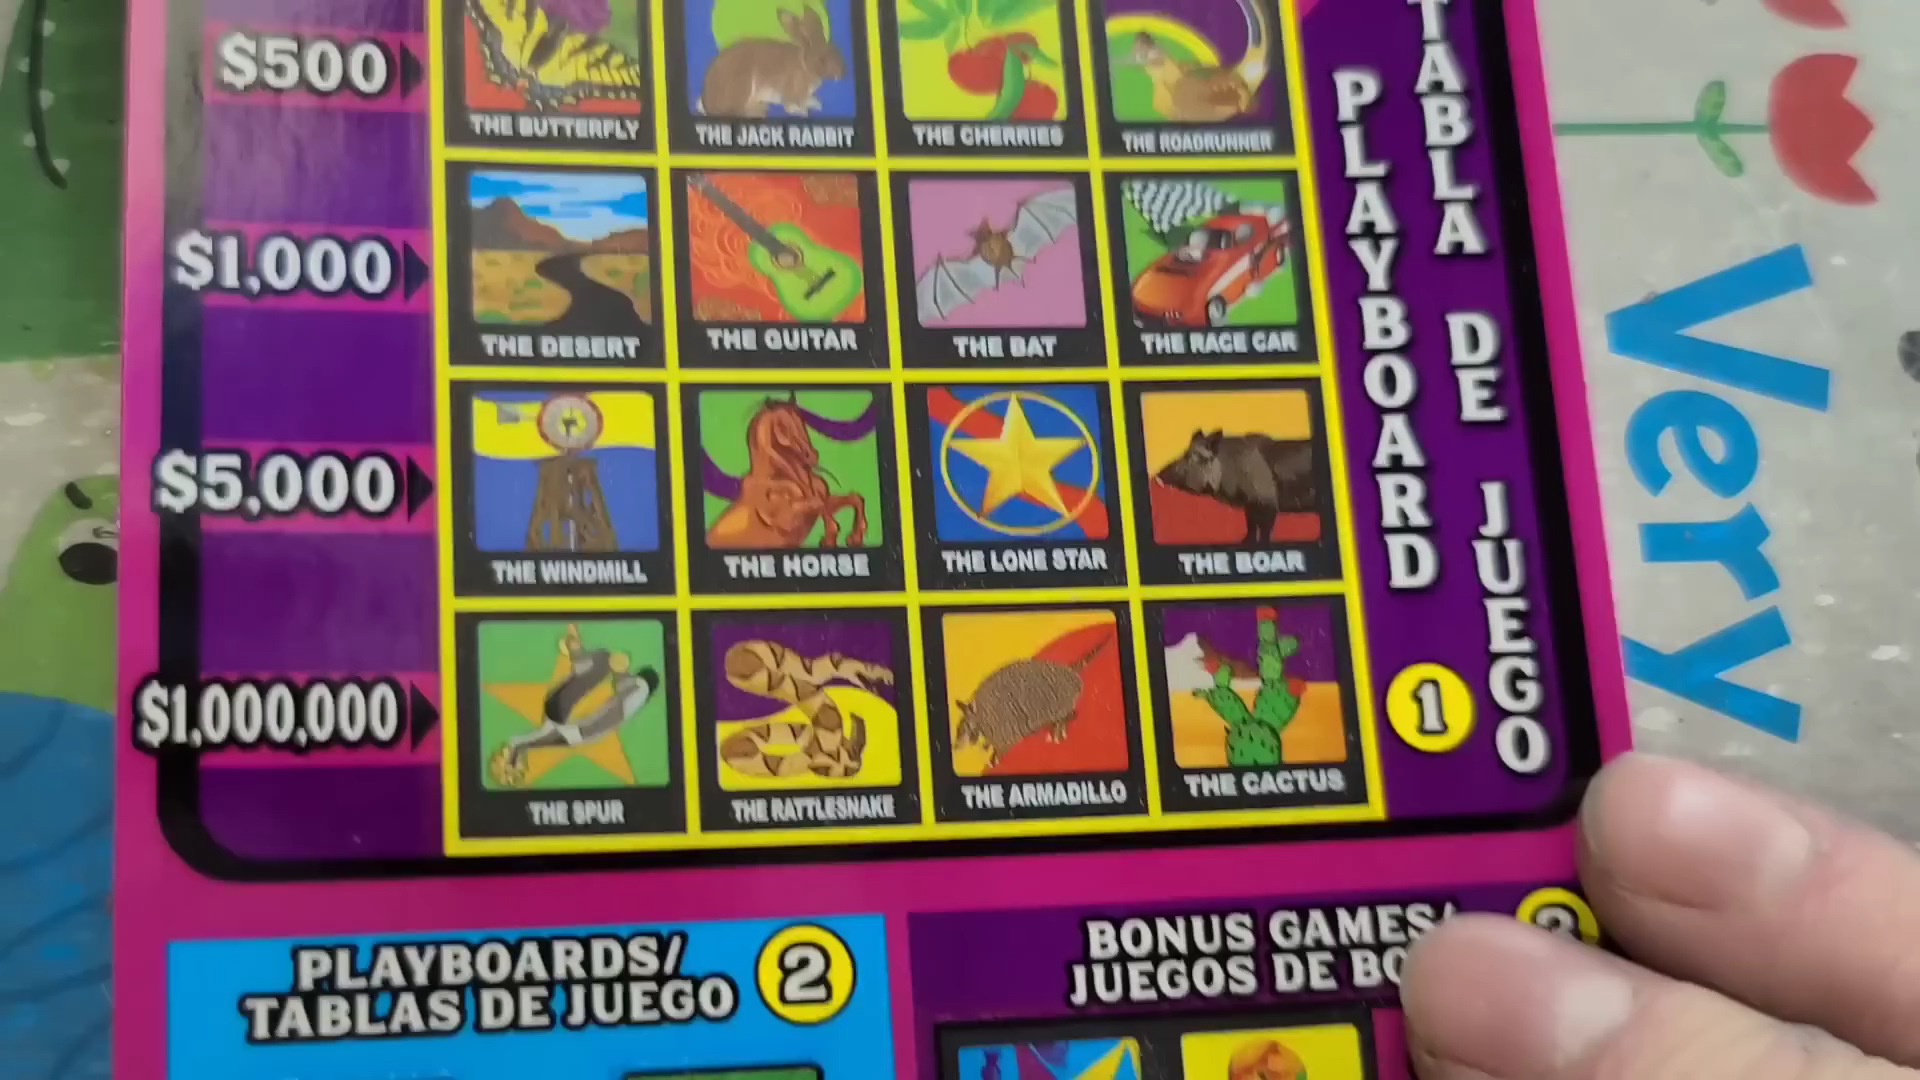 $500
THE BUTTERFLY
THE JACK RABBIT
THE CHERRIES
THE ROADRUNNER
$1,000
THE DESERT
THE GUITAR
THE BAT
THE RACE CAR
$5,000
THE WINDMILL
THE HORSE
THE LONE STAR
THE BOAR
$1,000,000
THE SPUR
THE RATTLESNAKE
THE ARMADILLO
THE CACTUS
TABLA DE JUEGO
PLAYBOARD
1
PLAYBOARDS/
TABLAS DE JUEGO
2
BONUS GAMES/
JUEGOS DE
Very